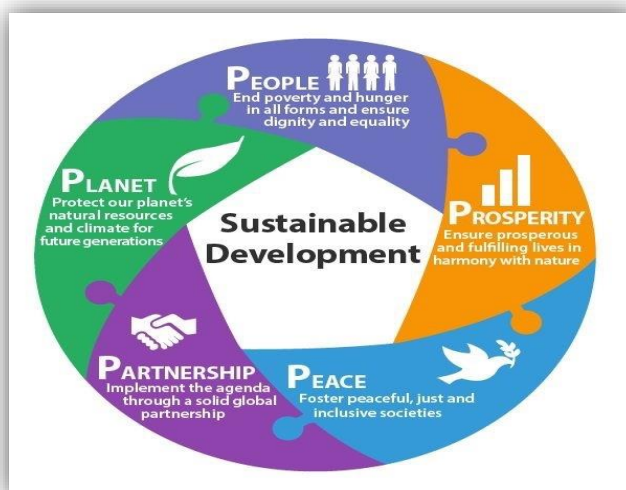 PEOPLE
End poverty and hunger
in all forms and ensure
dignity and equality
PROSPERITY
Ensure prosperous
and fulfilling lives in
harmony with nature
PEACE
Foster peaceful, just and
inclusive societies
PARTNERSHIP
Implement the agenda
through a solid global
partnership
PLANET
Protect our planet's
natural resources
and climate for
future generations
Sustainable
Development